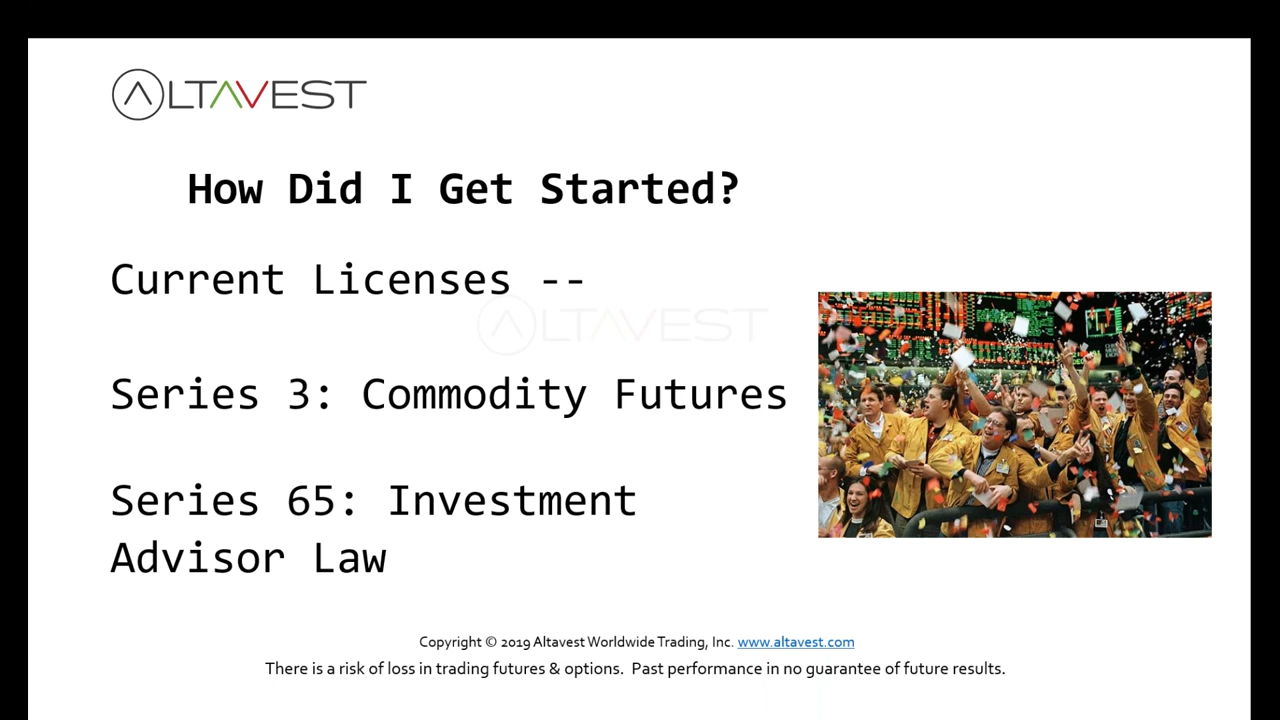 ALTAVEST
How Did I Get Started?
Current Licenses --
ALTAVEST
Series 3: Commodity Futures
Series 65: Investment
Advisor Law
Copyright © 2019 Altavest Worldwide Trading, Inc. www.altavest.com
There is a risk of loss in trading futures & options. Past performance in no guarantee of future results.